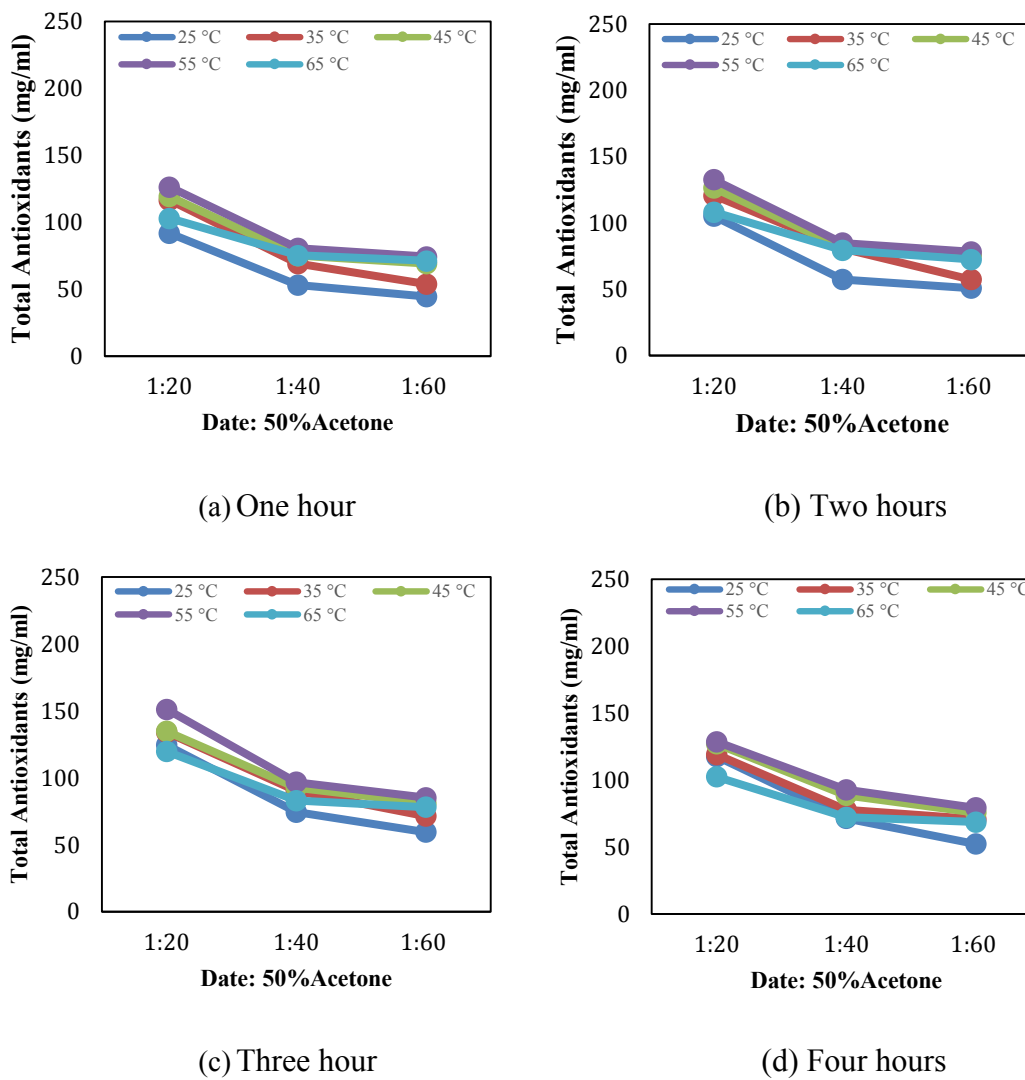 250
200
150
100
50
0
Total Antioxidants (mg/ml)
25 °C 35 °C 45 °C
55 °C 65 °C
1:20 1:40 1:60
Date: 50%Acetone
(a) One hour
250
200
150
100
50
0
Total Antioxidants (mg/ml)
25 °C 35 °C 45 °C
55 °C 65 °C
1:20 1:40 1:60
Date: 50%Acetone
(b) Two hours
250
200
150
100
50
0
Total Antioxidants (mg/ml)
25 °C 35 °C 45 °C
55 °C 65 °C
1:20 1:40 1:60
Date: 50%Acetone
(c) Three hour
250
200
150
100
50
0
Total Antioxidants (mg/ml)
25 °C 35 °C 45 °C
55 °C 65 °C
1:20 1:40 1:60
Date: 50%Acetone
(d) Four hours